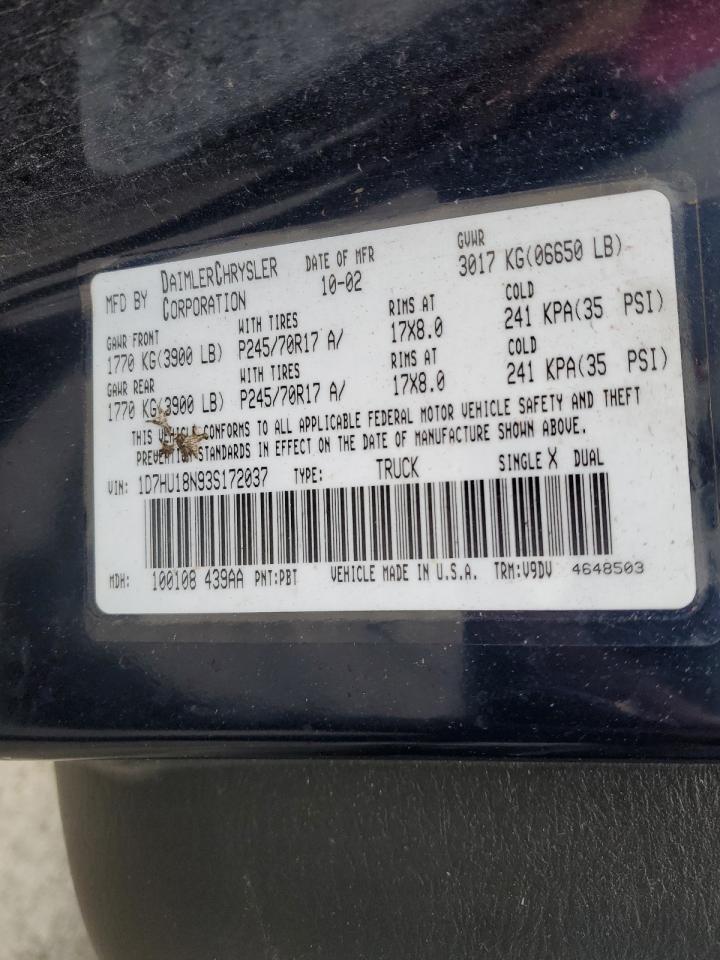 MFD BY DAIMLERCHRYSLER CORPORATION
DATE OF MFR 10-02
GVWR 3017 KG(06650 LB)
GAWR FRONT WITH TIRES RIMS AT COLD
1770 KG(3900 LB) P245/70R17 A/ 17X8.0 241 KPA(35 PSI)
GAWR REAR WITH TIRES RIMS AT COLD
1770 KG(3900 LB) P245/70R17 A/ 17X8.0 241 KPA(35 PSI)
THIS VEHICLE CONFORMS TO ALL APPLICABLE FEDERAL MOTOR VEHICLE SAFETY AND THEFT
PREVENTION STANDARDS IN EFFECT ON THE DATE OF MANUFACTURE SHOWN ABOVE.
VIN: 1D7HU18N93S172037 TYPE: TRUCK SINGLE X DUAL
MDH: 100108 439AA PNT:PBT VEHICLE MADE IN U.S.A. TRM:V9DV 4648503